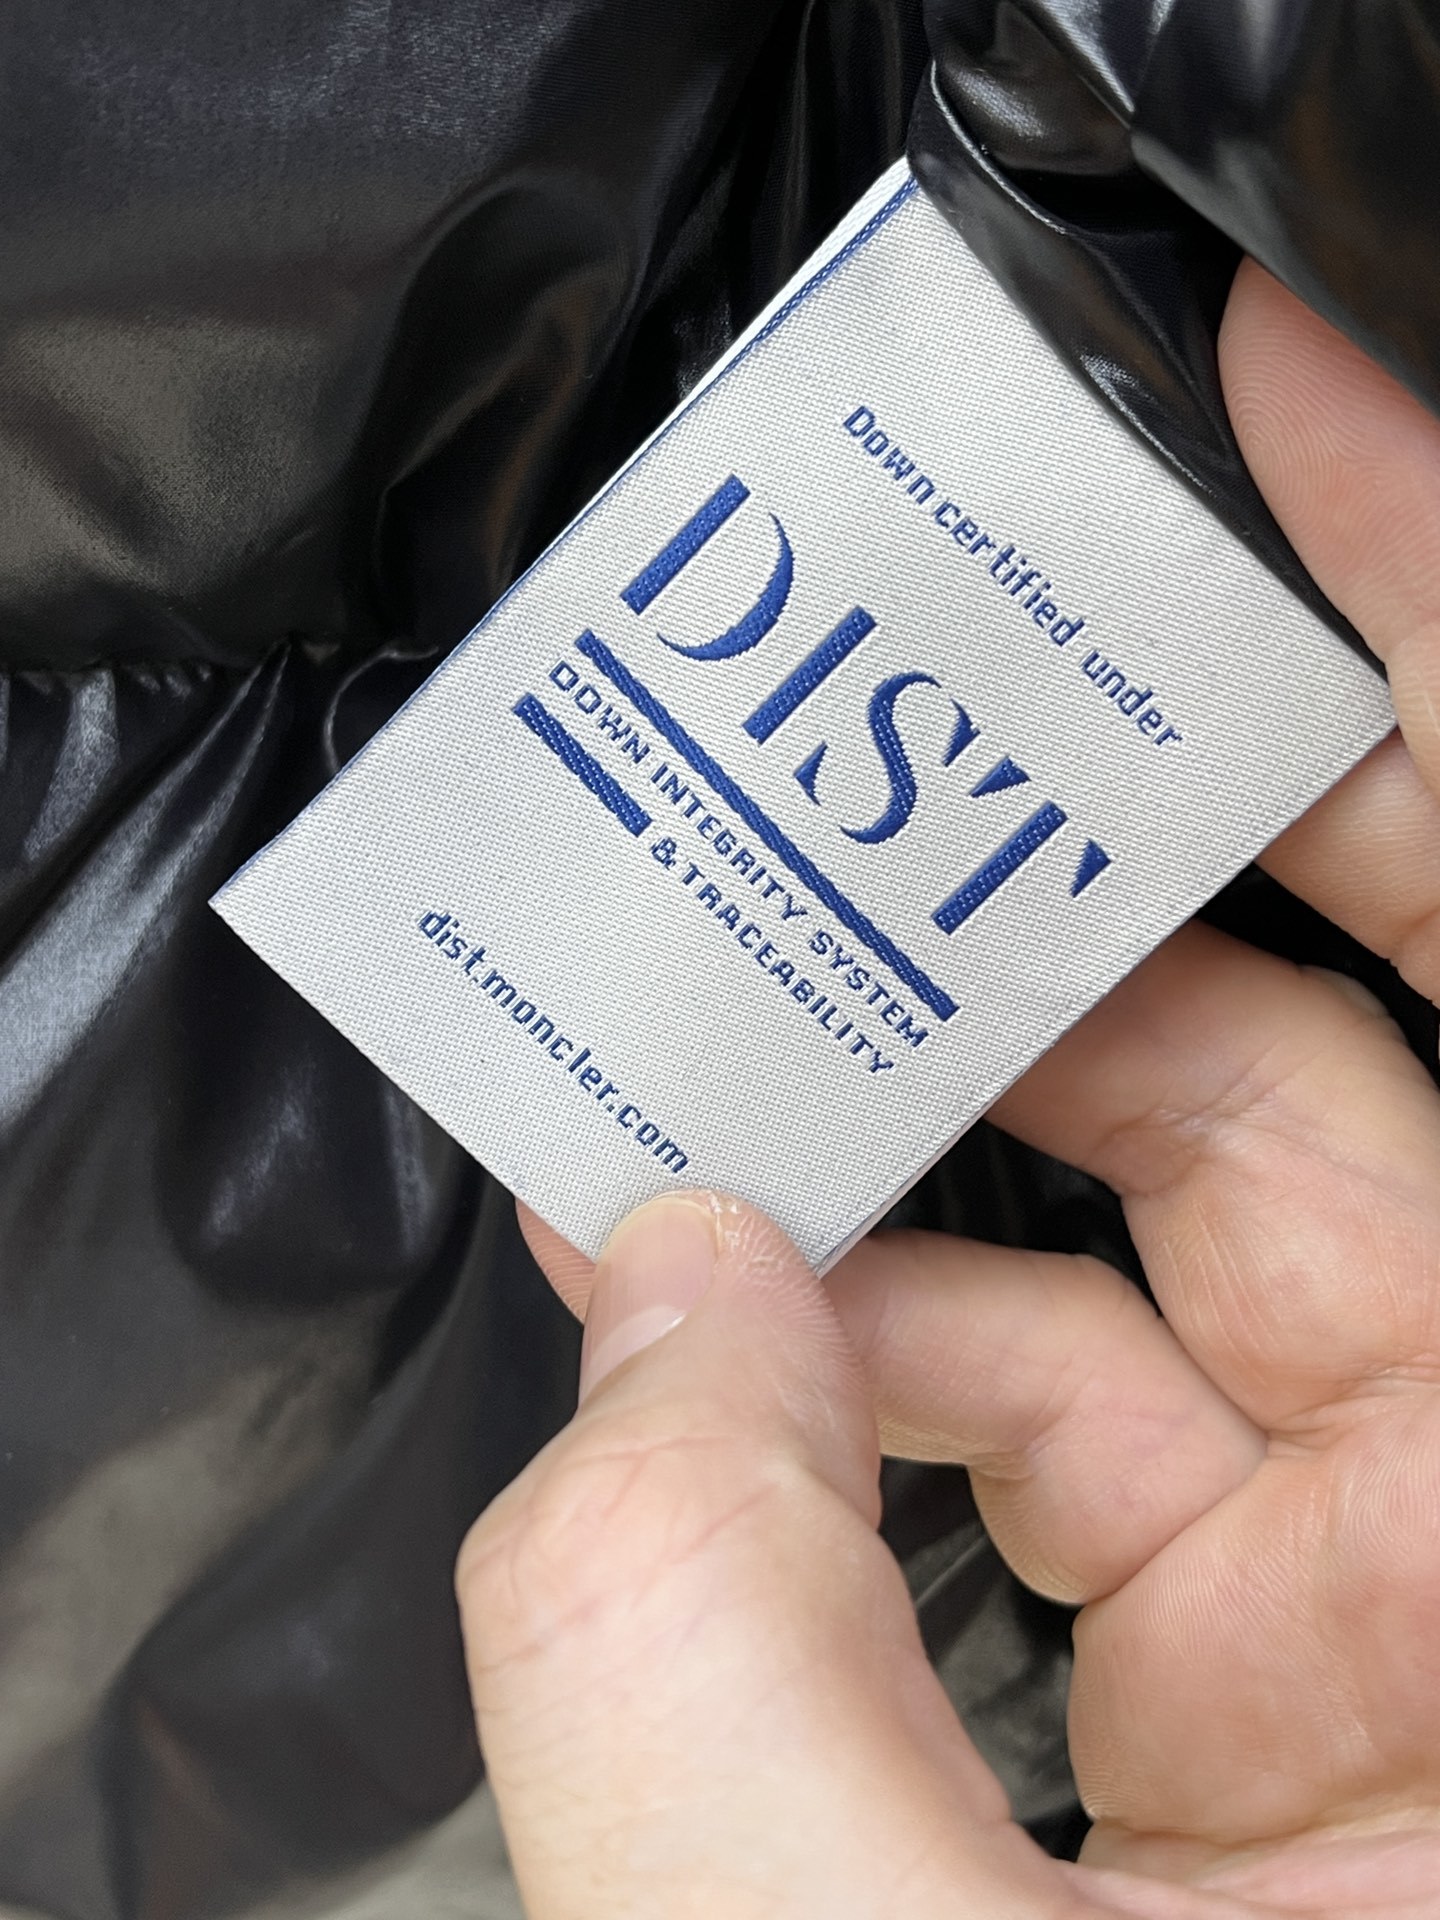 Down certified under
DIST
DOWN INTEGRITY SYSTEM
& TRACEABILITY
dist.moncler.com